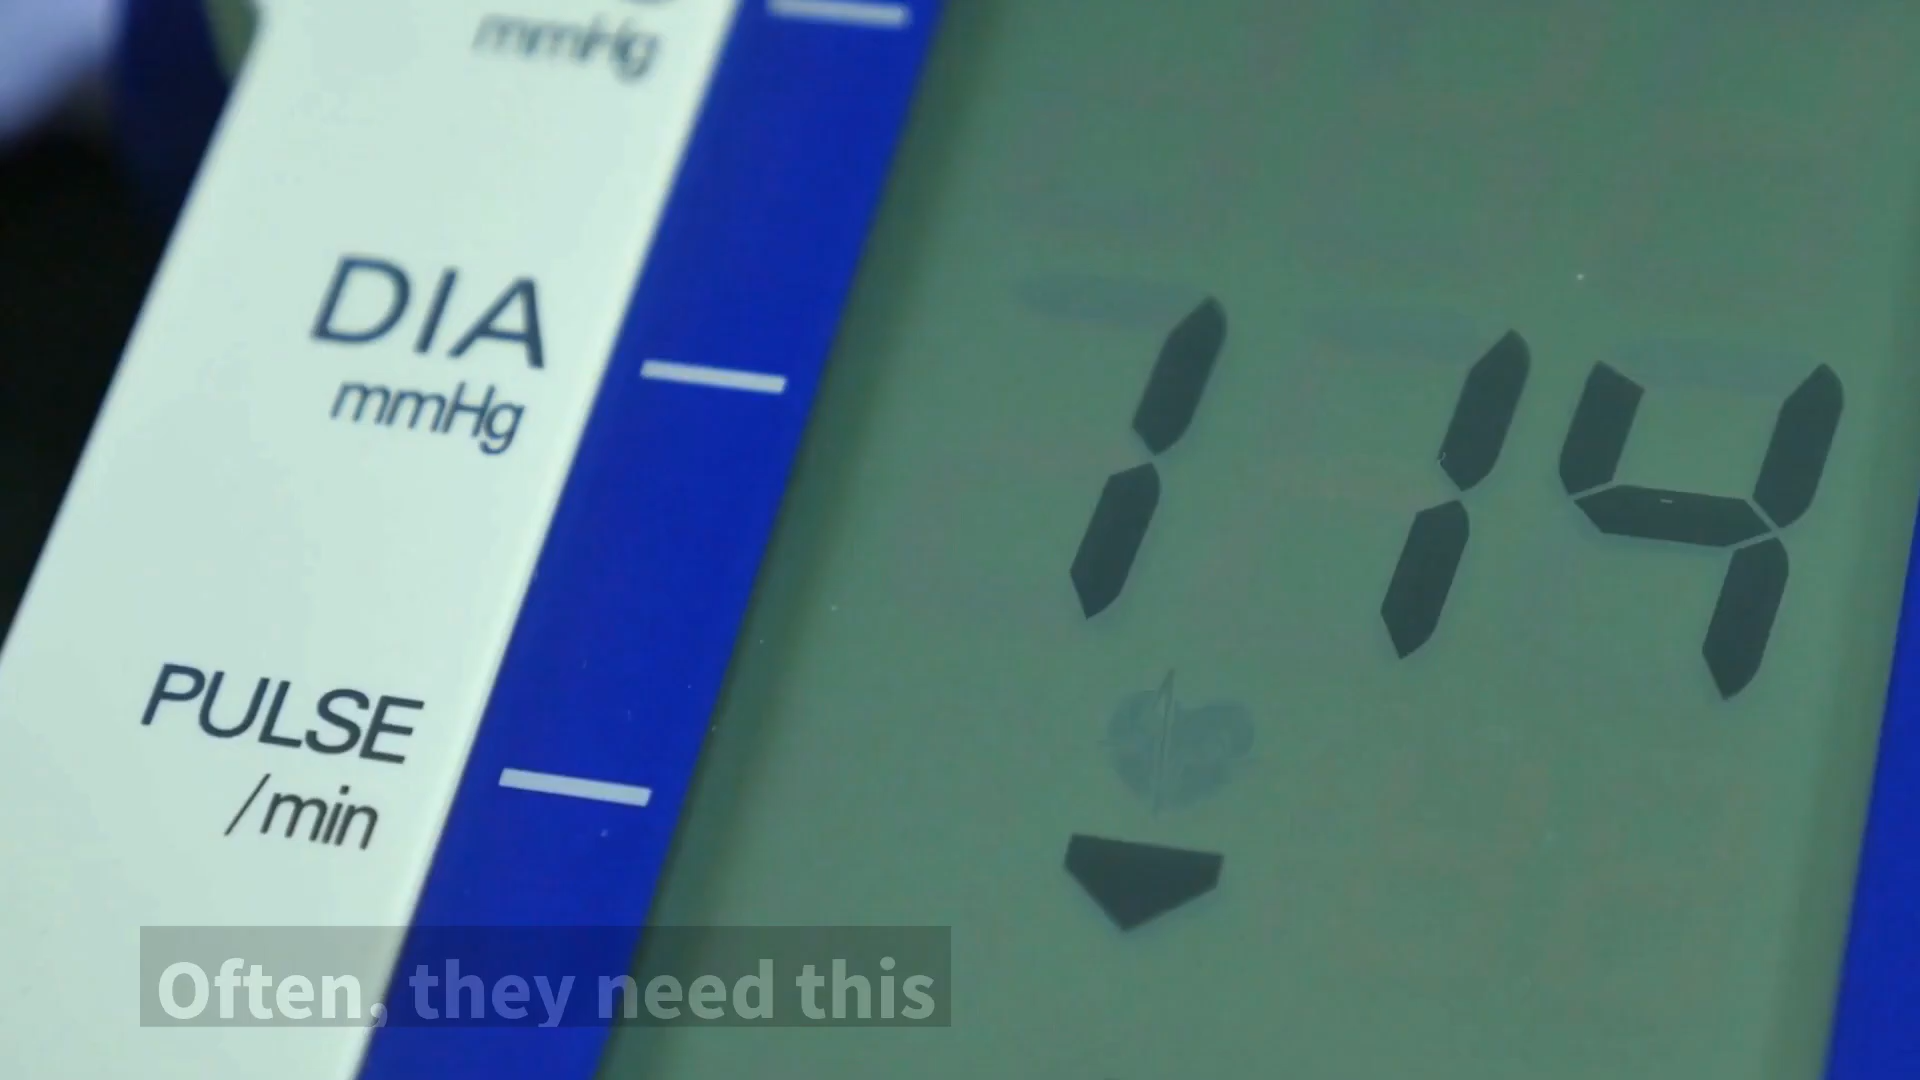 mmHg
DIA
mmHg
114
PULSE
/min
Often, they need this